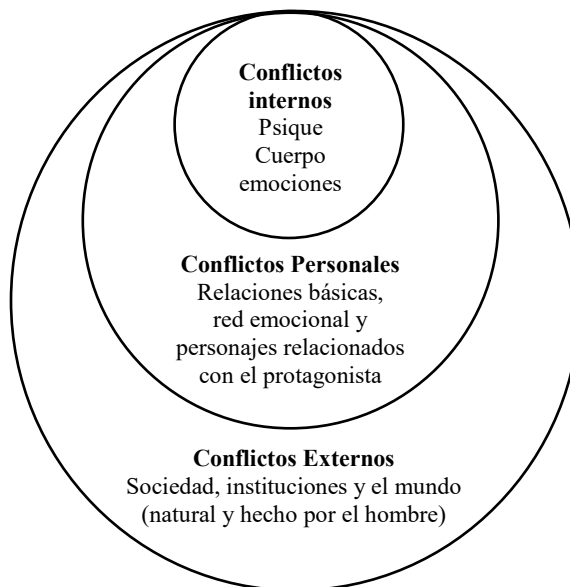 Conflictos
internos
Psique
Cuerpo
emociones
Conflictos Personales
Relaciones básicas,
red emocional y
personajes relacionados
con el protagonista
Conflictos Externos
Sociedad, instituciones y el mundo
(natural y hecho por el hombre)